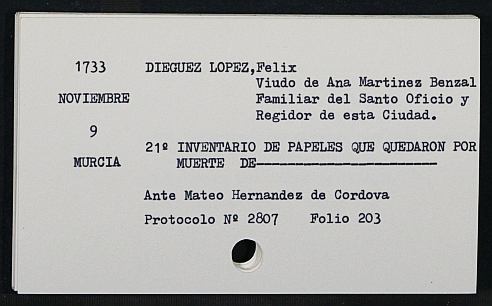 1733 DIEGUEZ LOPEZ,Felix
Viudo de Ana Martinez Benzal
NOVIEMBRE Familiar del Santo Oficio y
Regidor de esta Ciudad.
9
21º INVENTARIO DE PAPELES QUE QUEDARON POR
MURCIA MUERTE DE-----------------------
Ante Mateo Hernandez de Cordova
Protocolo Nº 2807 Folio 203